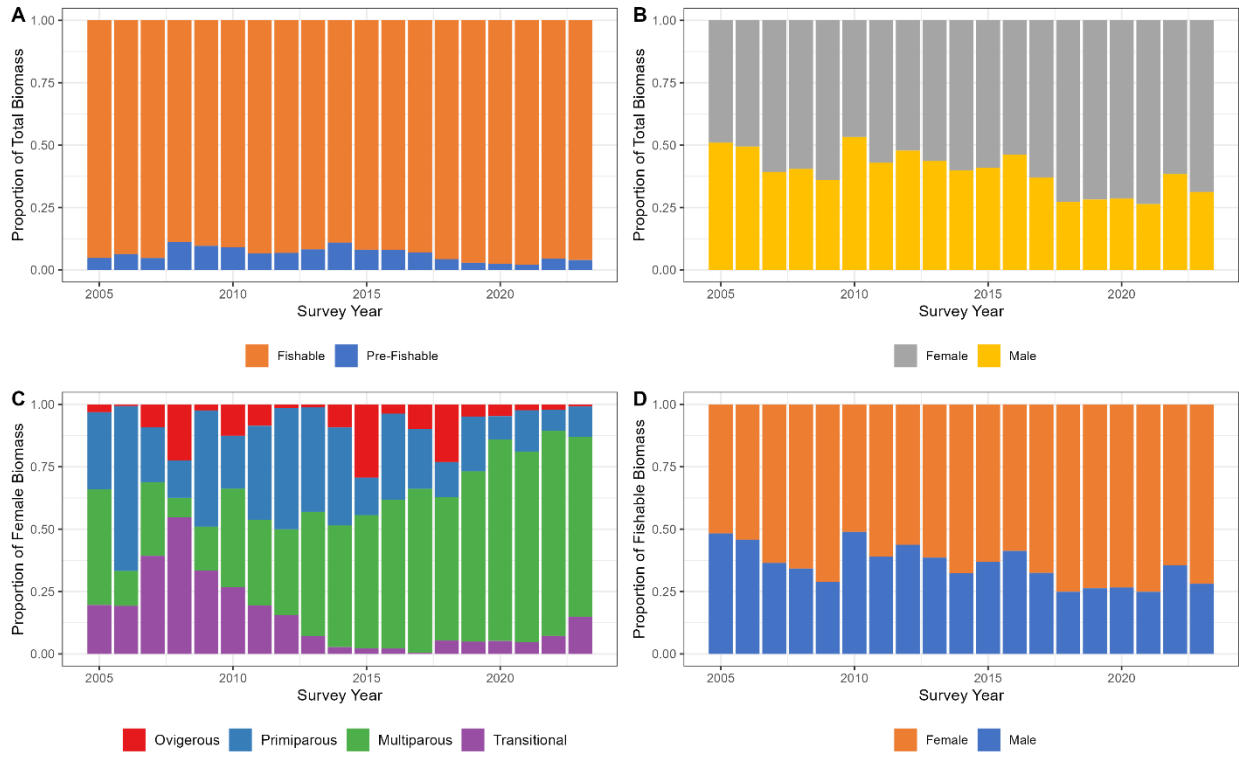 A
Proportion of Total Biomass
1.00
0.75
0.50
0.25
0.00
2005 2010 2015 2020
Survey Year
Fishable Pre-Fishable
B
Proportion of Total Biomass
1.00
0.75
0.50
0.25
0.00
2005 2010 2015 2020
Survey Year
Female Male
C
Proportion of Female Biomass
1.00
0.75
0.50
0.25
0.00
2005 2010 2015 2020
Survey Year
Ovigerous Primiparous Multiparous Transitional
D
Proportion of Fishable Biomass
1.00
0.75
0.50
0.25
0.00
2005 2010 2015 2020
Survey Year
Female Male